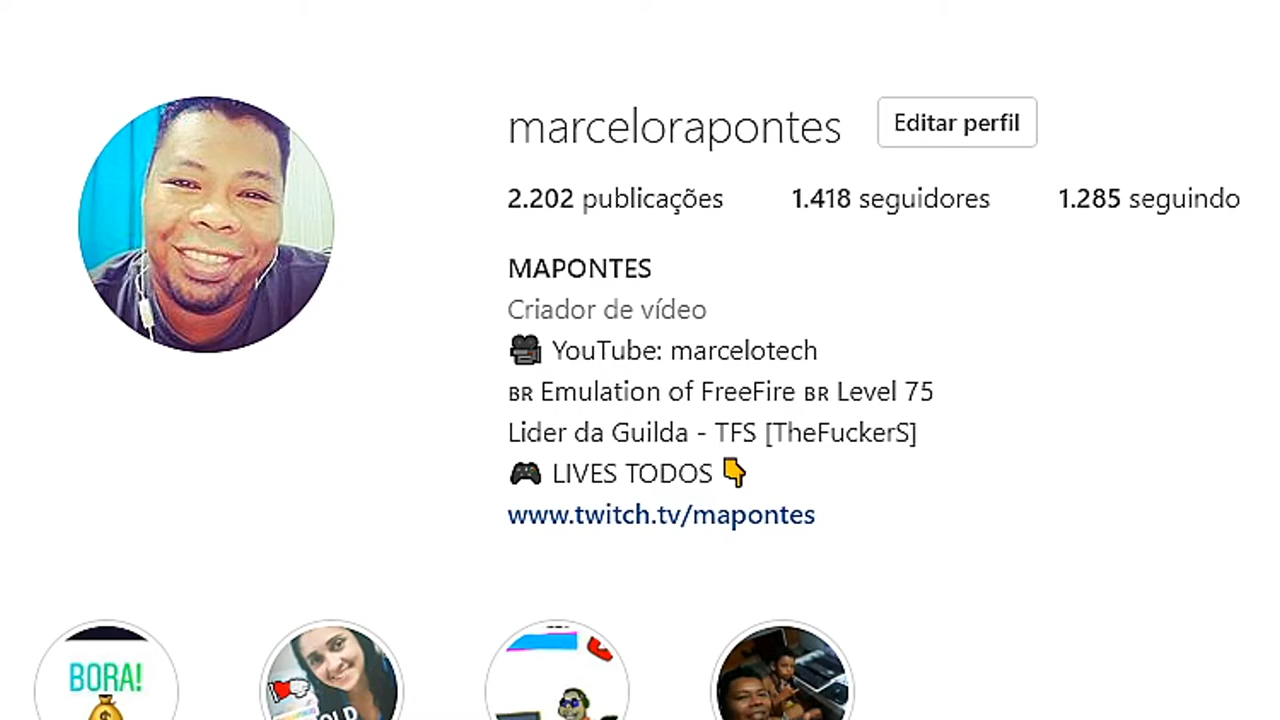 marcelorapontes Editar perfil
2.202 publicações 1.418 seguidores 1.285 seguindo
MAPONTES
Criador de vídeo
🎥 YouTube: marcelotech
BR Emulation of FreeFire BR Level 75
Lider da Guilda - TFS [TheFuckerS]
🎮 LIVES TODOS 👇
www.twitch.tv/mapontes
BORA!
OLD